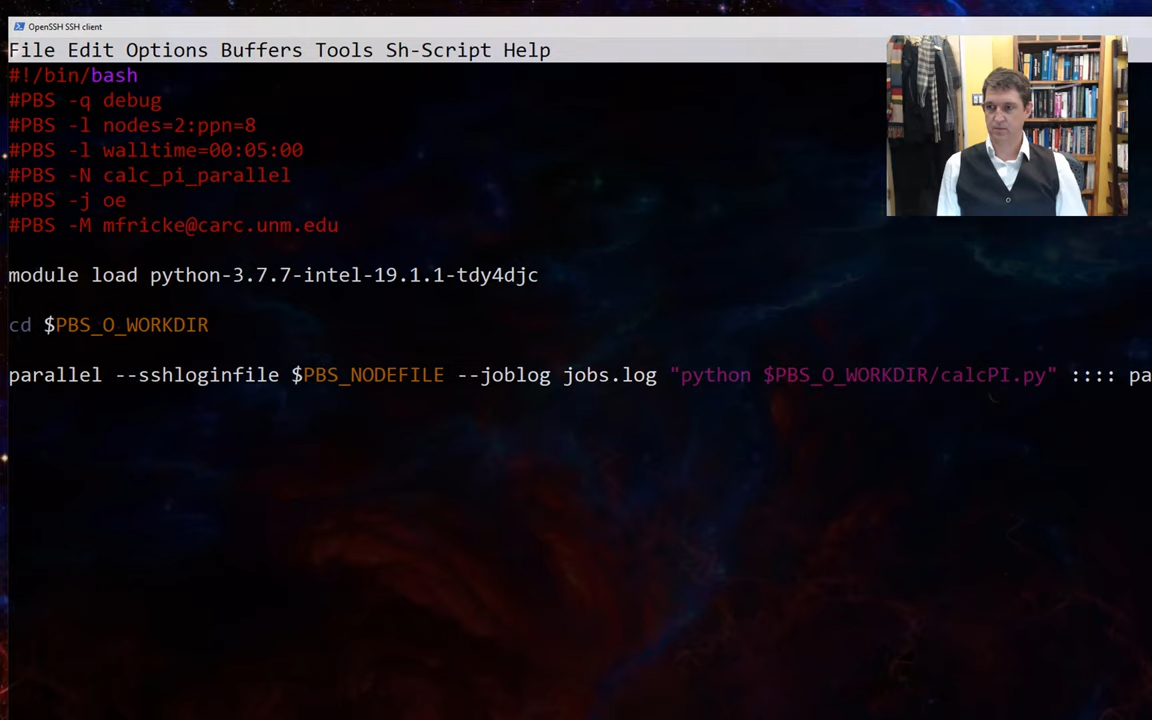 OpenSSH SSH client
File Edit Options Buffers Tools Sh-Script Help
#!/bin/bash
#PBS -q debug
#PBS -l nodes=2:ppn=8
#PBS -l walltime=00:05:00
#PBS -N calc_pi_parallel
#PBS -j oe
#PBS -M mfricke@carc.unm.edu
module load python-3.7.7-intel-19.1.1-tdy4djc
cd $PBS_O_WORKDIR
parallel --sshloginfile $PBS_NODEFILE --joblog jobs.log "python $PBS_O_WORKDIR/calcPI.py" :::: pa